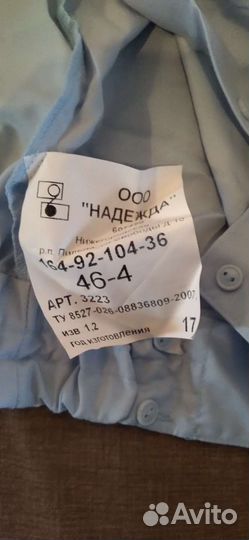 ООО
"НАДЕЖДА"
р.п.
164-92-104-36
46-4
АРТ. 3223
ТУ 8527-026-08836809-2007
ИЗВ 1,2
год изготовления 17
Avito